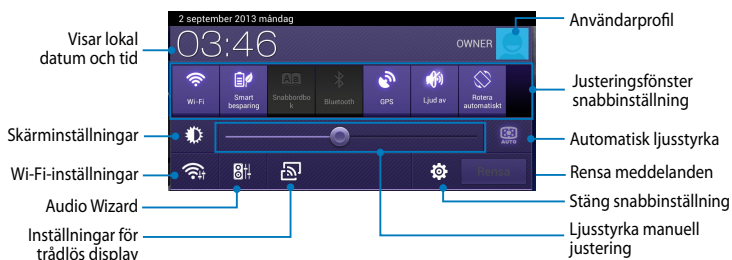 2 september 2013 måndag
03:46
OWNER
Wi-Fi
Smart
besparing
Snabbordbo
k
Bluetooth
GPS
Ljud av
Rotera
automatiskt
AUTO
Rensa
Visar lokal
datum och tid
Skärminställningar
Wi-Fi-inställningar
Audio Wizard
Inställningar för
trådlös display
Användarprofil
Justeringsfönster
snabbinställning
Automatisk ljusstyrka
Rensa meddelanden
Stäng snabbinställning
Ljusstyrka manuell
justering